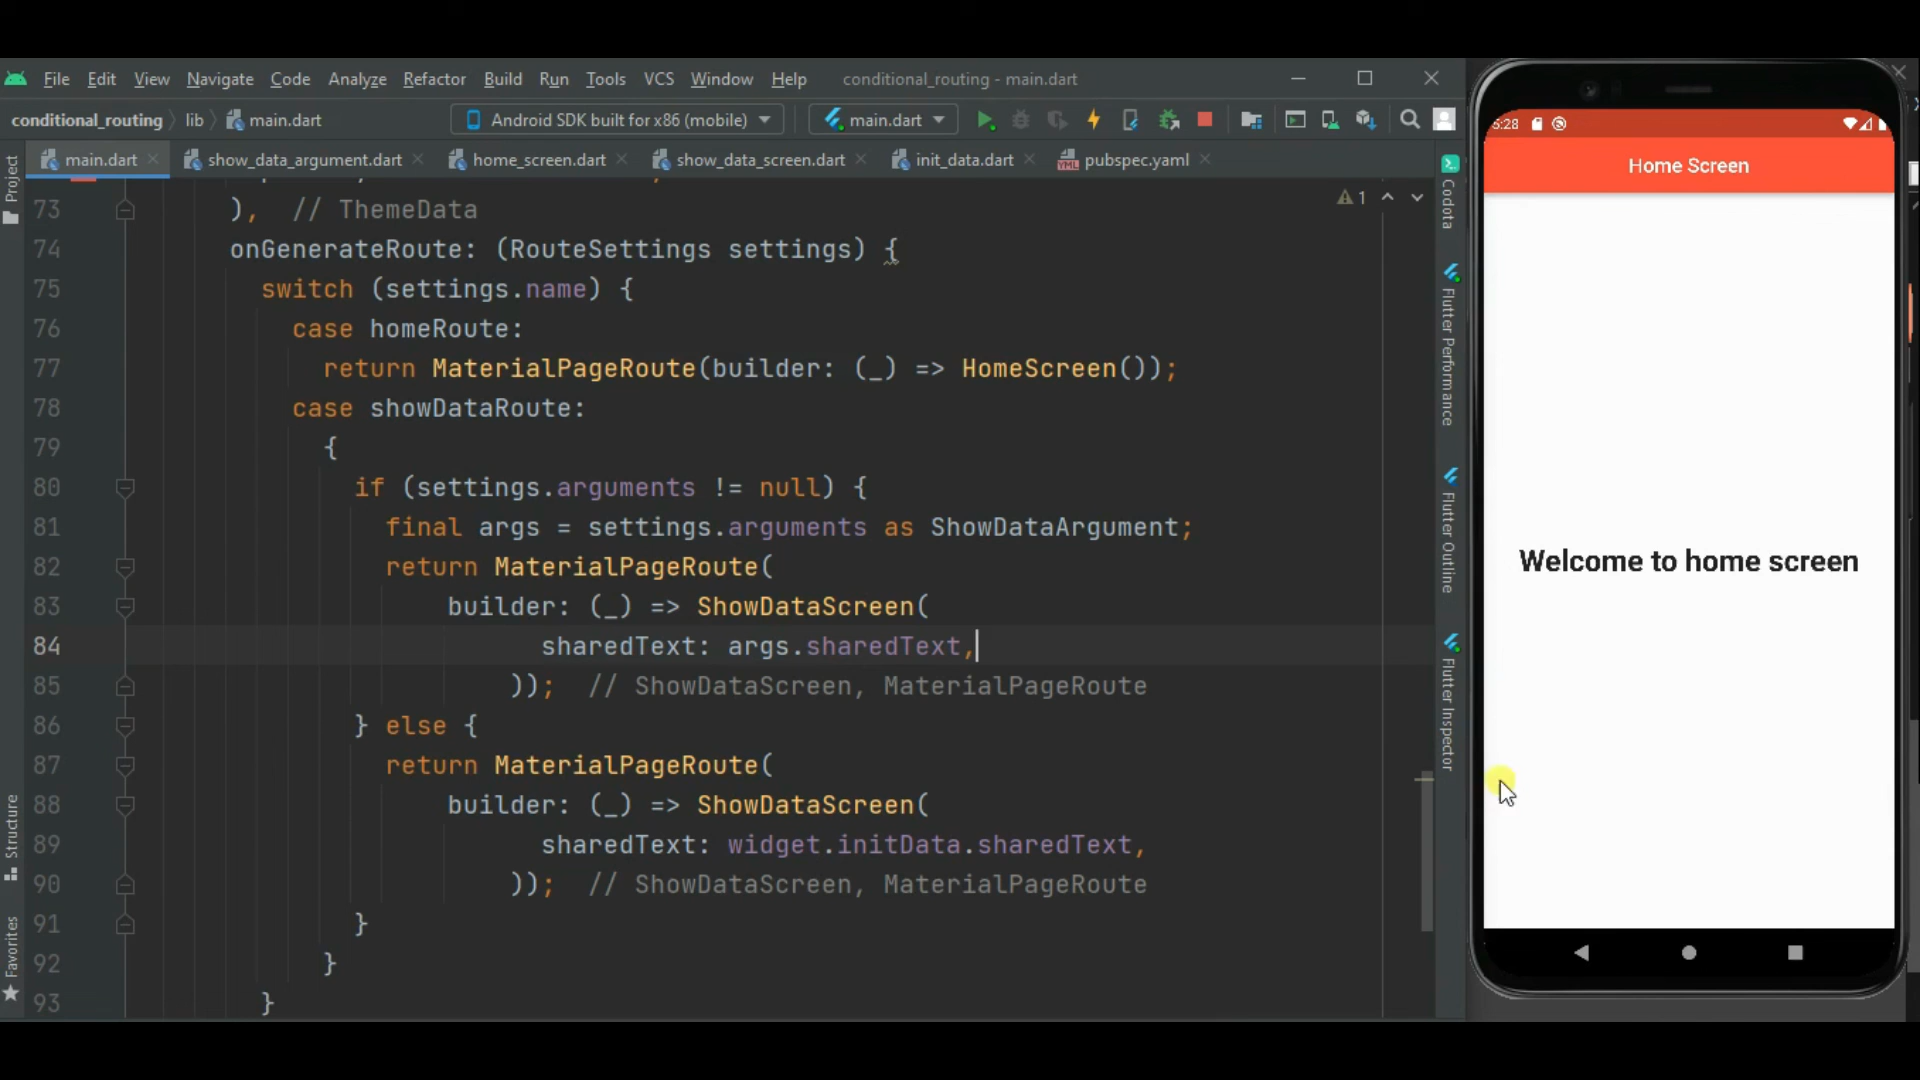 File Edit View Navigate Code Analyze Refactor Build Run Tools VCS Window Help conditional_routing - main.dart
conditional_routing lib main.dart Android SDK built for x86 (mobile) main.dart
main.dart show_data_argument.dart home_screen.dart show_data_screen.dart init_data.dart pubspec.yaml
1
73 ), // ThemeData
74 onGenerateRoute: (RouteSettings settings) {
75 switch (settings.name) {
76 case homeRoute:
77 return MaterialPageRoute(builder: (_) => HomeScreen());
78 case showDataRoute:
79 {
80 if (settings.arguments != null) {
81 final args = settings.arguments as ShowDataArgument;
82 return MaterialPageRoute(
83 builder: (_) => ShowDataScreen(
84 sharedText: args.sharedText,
85 )); // ShowDataScreen, MaterialPageRoute
86 } else {
87 return MaterialPageRoute(
88 builder: (_) => ShowDataScreen(
89 sharedText: widget.initData.sharedText,
90 )); // ShowDataScreen, MaterialPageRoute
91 }
92 }
93 }
Project
Structure
Favorites
Codota
Flutter Performance
Flutter Outline
Flutter Inspector
5:28
Home Screen
Welcome to home screen